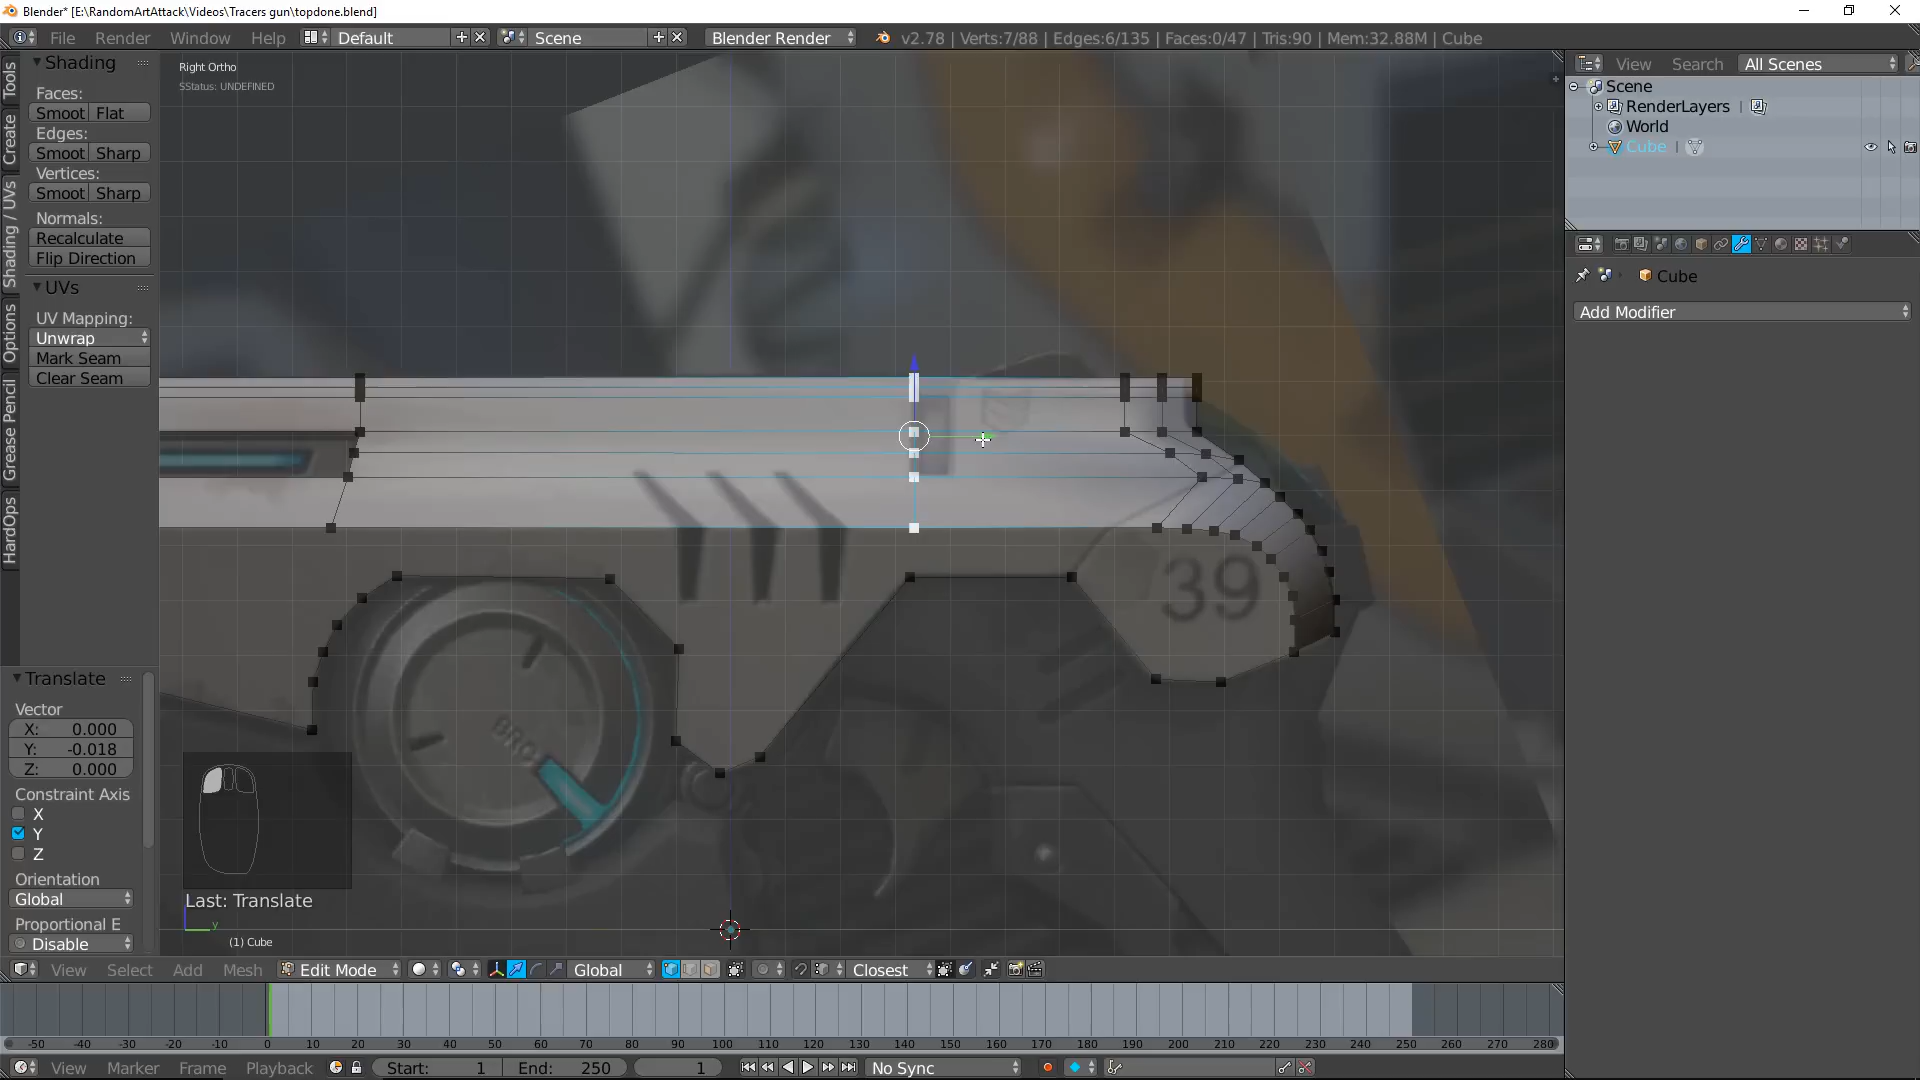 Blender* [E:\RandomArtAttack\Videos\Tracers gun\topdone.blend]
File Render Window Help Default Scene Blender Render v2.78 | Verts:7/88 | Edges:6/135 | Faces:0/47 | Tris:90 | Mem:32.88M | Cube
Tools
Create
Shading / UVs
Options
Grease Pencil
HardOps
Shading
Faces:
Smoot Flat
Edges:
Smoot Sharp
Vertices:
Smoot Sharp
Normals:
Recalculate
Flip Direction
UVs
UV Mapping:
Unwrap
Mark Seam
Clear Seam
Translate
Vector
X: 0.000
Y: -0.018
Z: 0.000
Constraint Axis
X
Y
Z
Orientation
Global
Proportional E
Disable
Right Ortho
SStatus: UNDEFINED
39
BRO
Last: Translate
y
(1) Cube
View Search All Scenes
Scene
RenderLayers
World
Cube
Cube
Add Modifier
View Select Add Mesh Edit Mode Global Closest
-50 -40 -30 -20 -10 0 10 20 30 40 50 60 70 80 90 100 110 120 130 140 150 160 170 180 190 200 210 220 230 240 250 260 270 280
View Marker Frame Playback Start: 1 End: 250 1 No Sync